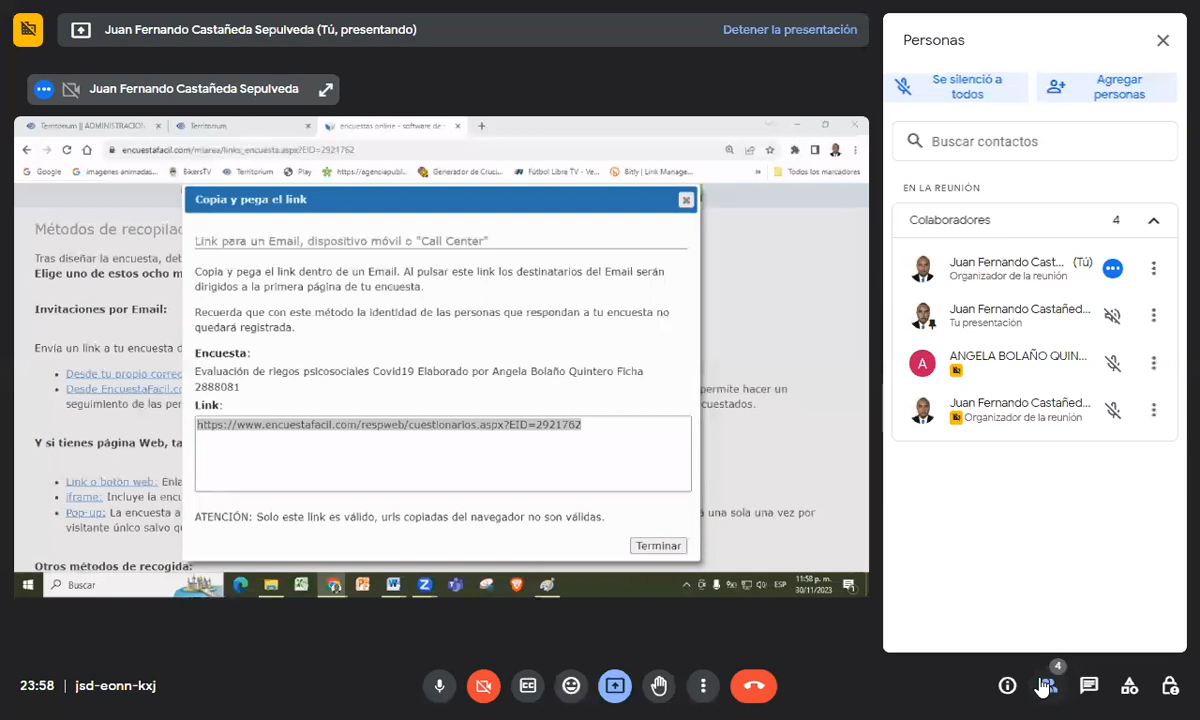 Juan Fernando Castañeda Sepulveda (Tú, presentando)
Detener la presentación
Juan Fernando Castañeda Sepulveda
Territorium || ADMINISTRACIÓN
Territorium
encuestas online - software de
encuestafacil.com/miarea/links_encuesta.aspx?EID=2921762
Google
imagenes animadas...
BikersTV
Territorium
Play
https://agenciapubl...
Generador de Cruci...
Fútbol Libre TV - Ve...
Bitly | Link Manage...
»
Todos los marcadores
Métodos de recopila
Tras diseñar la encuesta, deb
Elige uno de estos ocho m
Invitaciones por Email:
Envía un link a tu encuesta d
Desde tu propio correo
Desde EncuestaFacil.co
permite hacer un
seguimiento de las per
cuestados.
Y si tienes página Web, ta
Link o botón web: Enla
iframe: Incluye la encu
Pop-up: La encuesta a
á una sola una vez por
visitante único salvo q
Otros métodos de recogida:
Copia y pega el link
Link para un Email, dispositivo móvil o "Call Center"
Copia y pega el link dentro de un Email. Al pulsar este link los destinatarios del Email serán
dirigidos a la primera página de tu encuesta.
Recuerda que con este método la identidad de las personas que respondan a tu encuesta no
quedará registrada.
Encuesta:
Evaluación de riegos psicosociales Covid19 Elaborado por Angela Bolaño Quintero Ficha
2888081
Link:
https://www.encuestafacil.com/respweb/cuestionarios.aspx?EID=2921762
ATENCIÓN: Solo este link es válido, urls copiadas del navegador no son válidas.
Terminar
Buscar
ESP
11:58 p. m.
30/11/2023
Personas
Se silenció a
todos
Agregar
personas
Buscar contactos
EN LA REUNIÓN
Colaboradores 4
Juan Fernando Cast... (Tú)
Organizador de la reunión
Juan Fernando Castañed...
Tu presentación
A
ANGELA BOLAÑO QUIN...
Juan Fernando Castañed...
Organizador de la reunión
23:58 | jsd-eonn-kxj
4